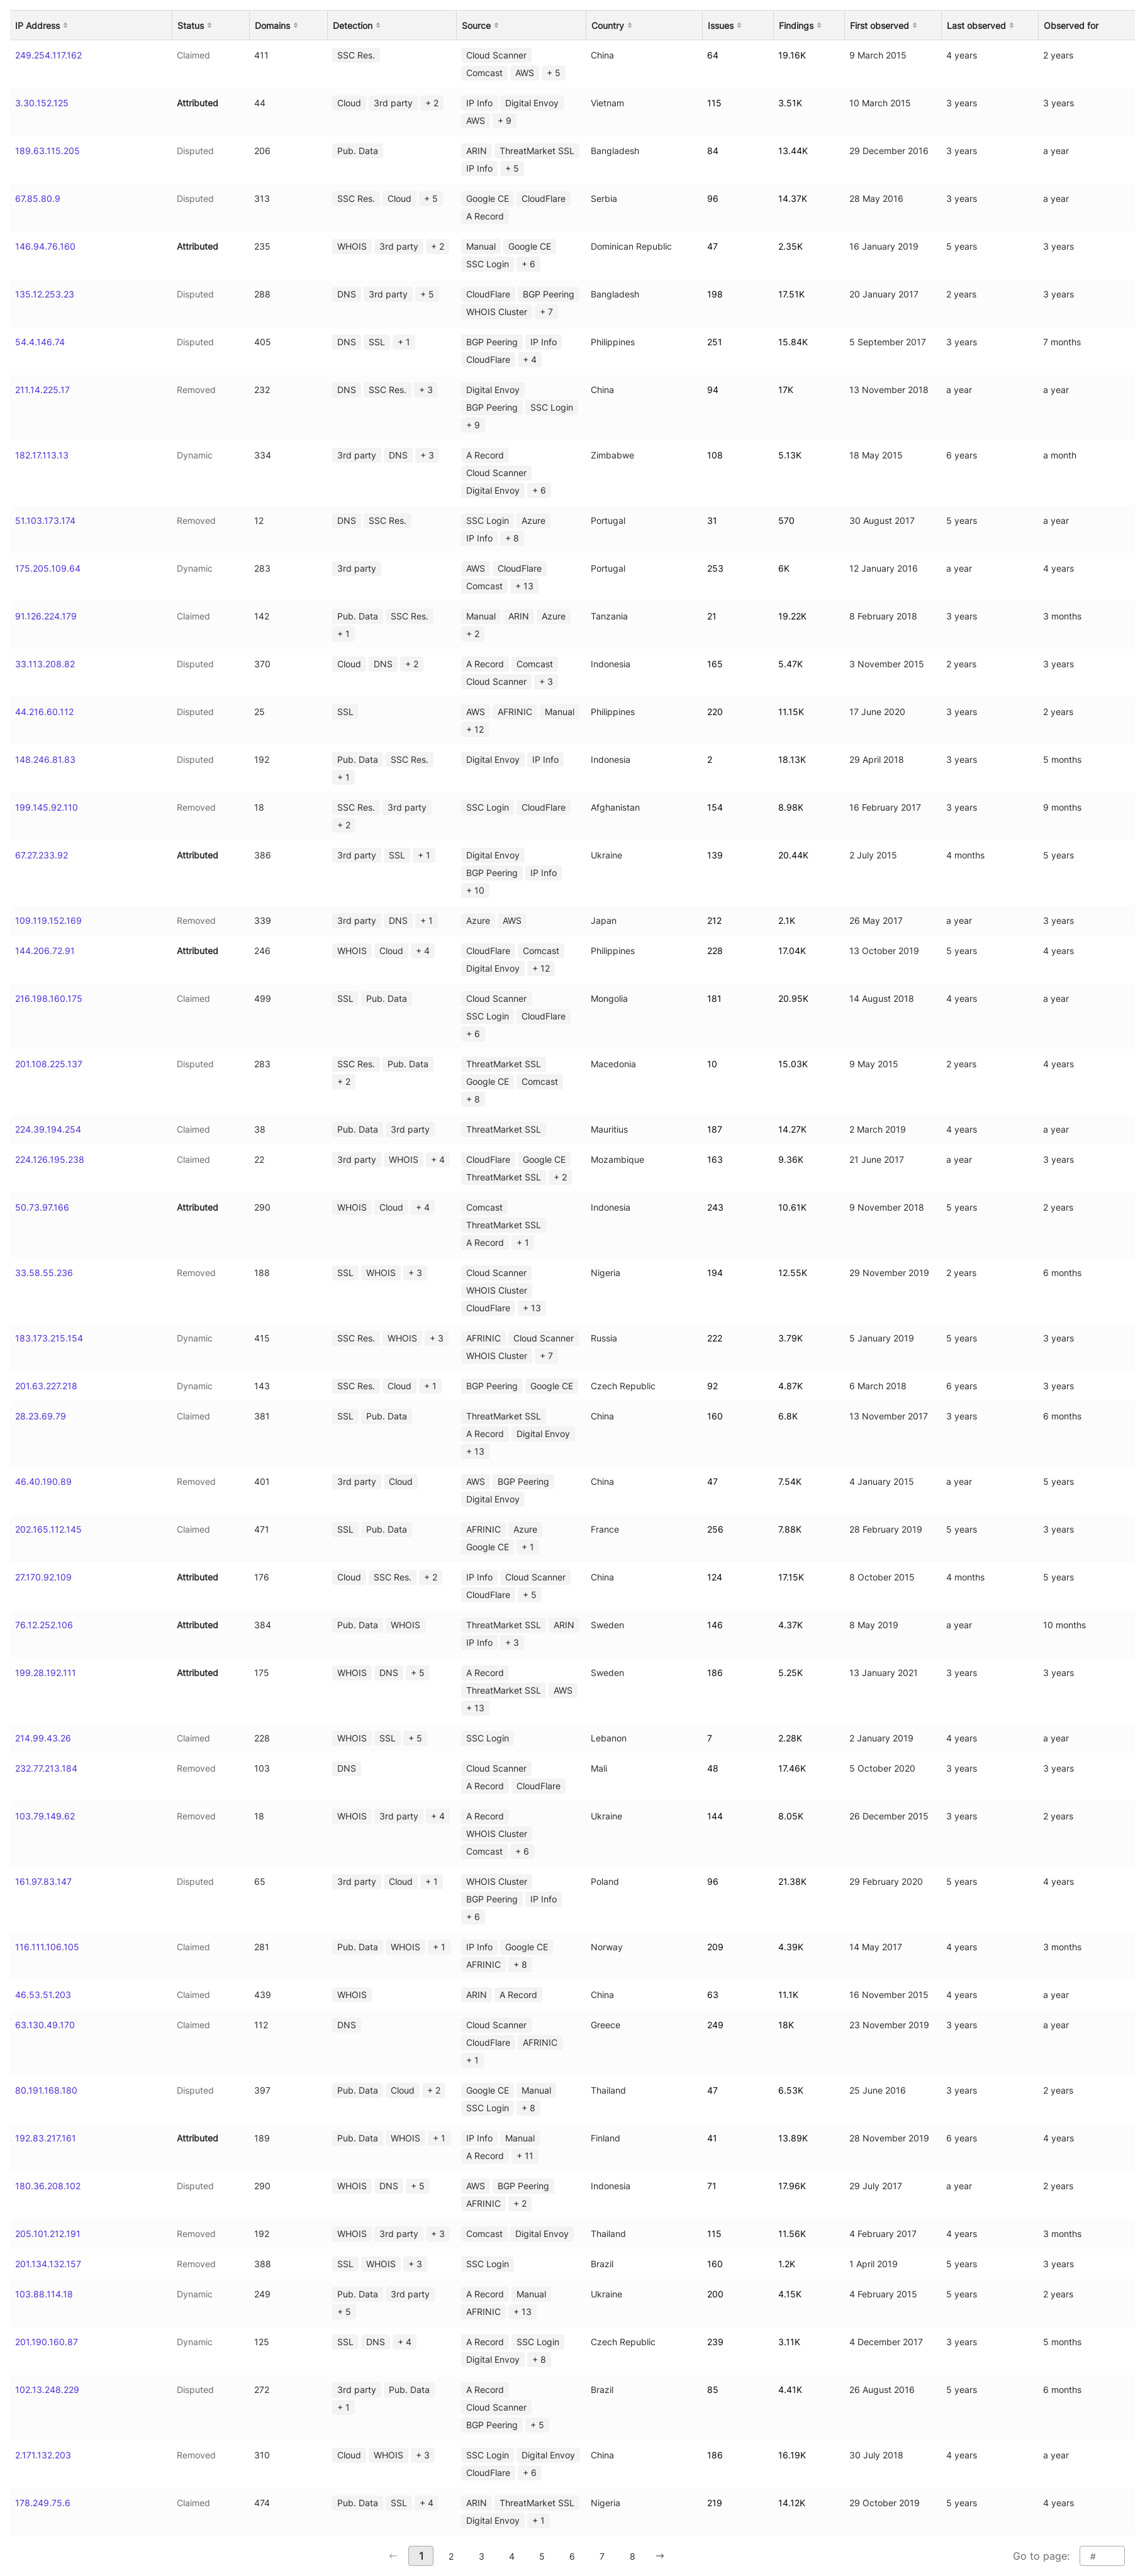 IP Address Status Domains Detection Source Country Issues Findings First observed Last observed Observed for
249.254.117.162 Claimed 411 SSC Res. Cloud Scanner China 64 19.16K 9 March 2015 4 years 2 years
Comcast AWS + 5
3.30.152.125 Attributed 44 Cloud 3rd party + 2 IP Info Digital Envoy Vietnam 115 3.51K 10 March 2015 3 years 3 years
AWS + 9
189.63.115.205 Disputed 206 Pub. Data ARIN ThreatMarket SSL Bangladesh 84 13.44K 29 December 2016 3 years a year
IP Info + 5
67.85.80.9 Disputed 313 SSC Res. Cloud + 5 Google CE CloudFlare Serbia 96 14.37K 28 May 2016 3 years a year
A Record
146.94.76.160 Attributed 235 WHOIS 3rd party + 2 Manual Google CE Dominican Republic 47 2.35K 16 January 2019 5 years 3 years
SSC Login + 6
135.12.253.23 Disputed 288 DNS 3rd party + 5 CloudFlare BGP Peering Bangladesh 198 17.51K 20 January 2017 2 years 3 years
WHOIS Cluster + 7
54.4.146.74 Disputed 405 DNS SSL + 1 BGP Peering IP Info Philippines 251 15.84K 5 September 2017 3 years 7 months
CloudFlare + 4
211.14.225.17 Removed 232 DNS SSC Res. + 3 Digital Envoy China 94 17K 13 November 2018 a year a year
BGP Peering SSC Login
+ 9
182.17.113.13 Dynamic 334 3rd party DNS + 3 A Record Zimbabwe 108 5.13K 18 May 2015 6 years a month
Cloud Scanner
Digital Envoy + 6
51.103.173.174 Removed 12 DNS SSC Res. SSC Login Azure Portugal 31 570 30 August 2017 5 years a year
IP Info + 8
175.205.109.64 Dynamic 283 3rd party AWS CloudFlare Portugal 253 6K 12 January 2016 a year 4 years
Comcast + 13
91.126.224.179 Claimed 142 Pub. Data SSC Res. Manual ARIN Azure Tanzania 21 19.22K 8 February 2018 3 years 3 months
+ 1 + 2
33.113.208.82 Disputed 370 Cloud DNS + 2 A Record Comcast Indonesia 165 5.47K 3 November 2015 2 years 3 years
Cloud Scanner + 3
44.216.60.112 Disputed 25 SSL AWS AFRINIC Manual Philippines 220 11.15K 17 June 2020 3 years 2 years
+ 12
148.246.81.83 Disputed 192 Pub. Data SSC Res. Digital Envoy IP Info Indonesia 2 18.13K 29 April 2018 3 years 5 months
+ 1
199.145.92.110 Removed 18 SSC Res. 3rd party SSC Login CloudFlare Afghanistan 154 8.98K 16 February 2017 3 years 9 months
+ 2
67.27.233.92 Attributed 386 3rd party SSL + 1 Digital Envoy Ukraine 139 20.44K 2 July 2015 4 months 5 years
BGP Peering IP Info
+ 10
109.119.152.169 Removed 339 3rd party DNS + 1 Azure AWS Japan 212 2.1K 26 May 2017 a year 3 years
144.206.72.91 Attributed 246 WHOIS Cloud + 4 CloudFlare Comcast Philippines 228 17.04K 13 October 2019 5 years 4 years
Digital Envoy + 12
216.198.160.175 Claimed 499 SSL Pub. Data Cloud Scanner Mongolia 181 20.95K 14 August 2018 4 years a year
SSC Login CloudFlare
+ 6
201.108.225.137 Disputed 283 SSC Res. Pub. Data ThreatMarket SSL Macedonia 10 15.03K 9 May 2015 2 years 4 years
+ 2 Google CE Comcast
+ 8
224.39.194.254 Claimed 38 Pub. Data 3rd party ThreatMarket SSL Mauritius 187 14.27K 2 March 2019 4 years a year
224.126.195.238 Claimed 22 3rd party WHOIS + 4 CloudFlare Google CE Mozambique 163 9.36K 21 June 2017 a year 3 years
ThreatMarket SSL + 2
50.73.97.166 Attributed 290 WHOIS Cloud + 4 Comcast Indonesia 243 10.61K 9 November 2018 5 years 2 years
ThreatMarket SSL
A Record + 1
33.58.55.236 Removed 188 SSL WHOIS + 3 Cloud Scanner Nigeria 194 12.55K 29 November 2019 2 years 6 months
WHOIS Cluster
CloudFlare + 13
183.173.215.154 Dynamic 415 SSC Res. WHOIS + 3 AFRINIC Cloud Scanner Russia 222 3.79K 5 January 2019 5 years 3 years
WHOIS Cluster + 7
201.63.227.218 Dynamic 143 SSC Res. Cloud + 1 BGP Peering Google CE Czech Republic 92 4.87K 6 March 2018 6 years 3 years
28.23.69.79 Claimed 381 SSL Pub. Data ThreatMarket SSL China 160 6.8K 13 November 2017 3 years 6 months
A Record Digital Envoy
+ 13
46.40.190.89 Removed 401 3rd party Cloud AWS BGP Peering China 47 7.54K 4 January 2015 a year 5 years
Digital Envoy
202.165.112.145 Claimed 471 SSL Pub. Data AFRINIC Azure France 256 7.88K 28 February 2019 5 years 3 years
Google CE + 1
27.170.92.109 Attributed 176 Cloud SSC Res. + 2 IP Info Cloud Scanner China 124 17.15K 8 October 2015 4 months 5 years
CloudFlare + 5
76.12.252.106 Attributed 384 Pub. Data WHOIS ThreatMarket SSL ARIN Sweden 146 4.37K 8 May 2019 a year 10 months
IP Info + 3
199.28.192.111 Attributed 175 WHOIS DNS + 5 A Record Sweden 186 5.25K 13 January 2021 3 years 3 years
ThreatMarket SSL AWS
+ 13
214.99.43.26 Claimed 228 WHOIS SSL + 5 SSC Login Lebanon 7 2.28K 2 January 2019 4 years a year
232.77.213.184 Removed 103 DNS Cloud Scanner Mali 48 17.46K 5 October 2020 3 years 3 years
A Record CloudFlare
103.79.149.62 Removed 18 WHOIS 3rd party + 4 A Record Ukraine 144 8.05K 26 December 2015 3 years 2 years
WHOIS Cluster
Comcast + 6
161.97.83.147 Disputed 65 3rd party Cloud + 1 WHOIS Cluster Poland 96 21.38K 29 February 2020 5 years 4 years
BGP Peering IP Info
+ 6
116.111.106.105 Claimed 281 Pub. Data WHOIS + 1 IP Info Google CE Norway 209 4.39K 14 May 2017 4 years 3 months
AFRINIC + 8
46.53.51.203 Claimed 439 WHOIS ARIN A Record China 63 11.1K 16 November 2015 4 years a year
63.130.49.170 Claimed 112 DNS Cloud Scanner Greece 249 18K 23 November 2019 3 years a year
CloudFlare AFRINIC
+ 1
80.191.168.180 Disputed 397 Pub. Data Cloud + 2 Google CE Manual Thailand 47 6.53K 25 June 2016 3 years 2 years
SSC Login + 8
192.83.217.161 Attributed 189 Pub. Data WHOIS + 1 IP Info Manual Finland 41 13.89K 28 November 2019 6 years 4 years
A Record + 11
180.36.208.102 Disputed 290 WHOIS DNS + 5 AWS BGP Peering Indonesia 71 17.96K 29 July 2017 a year 2 years
AFRINIC + 2
205.101.212.191 Removed 192 WHOIS 3rd party + 3 Comcast Digital Envoy Thailand 115 11.56K 4 February 2017 4 years 3 months
201.134.132.157 Removed 388 SSL WHOIS + 3 SSC Login Brazil 160 1.2K 1 April 2019 5 years 3 years
103.88.114.18 Dynamic 249 Pub. Data 3rd party A Record Manual Ukraine 200 4.15K 4 February 2015 5 years 2 years
+ 5 AFRINIC + 13
201.190.160.87 Dynamic 125 SSL DNS + 4 A Record SSC Login Czech Republic 239 3.11K 4 December 2017 3 years 5 months
Digital Envoy + 8
102.13.248.229 Disputed 272 3rd party Pub. Data A Record Brazil 85 4.41K 26 August 2016 5 years 6 months
+ 1 Cloud Scanner
BGP Peering + 5
2.171.132.203 Removed 310 Cloud WHOIS + 3 SSC Login Digital Envoy China 186 16.19K 30 July 2018 4 years a year
CloudFlare + 6
178.249.75.6 Claimed 474 Pub. Data SSL + 4 ARIN ThreatMarket SSL Nigeria 219 14.12K 29 October 2019 5 years 4 years
Digital Envoy + 1
← 1 2 3 4 5 6 7 8 → Go to page: #